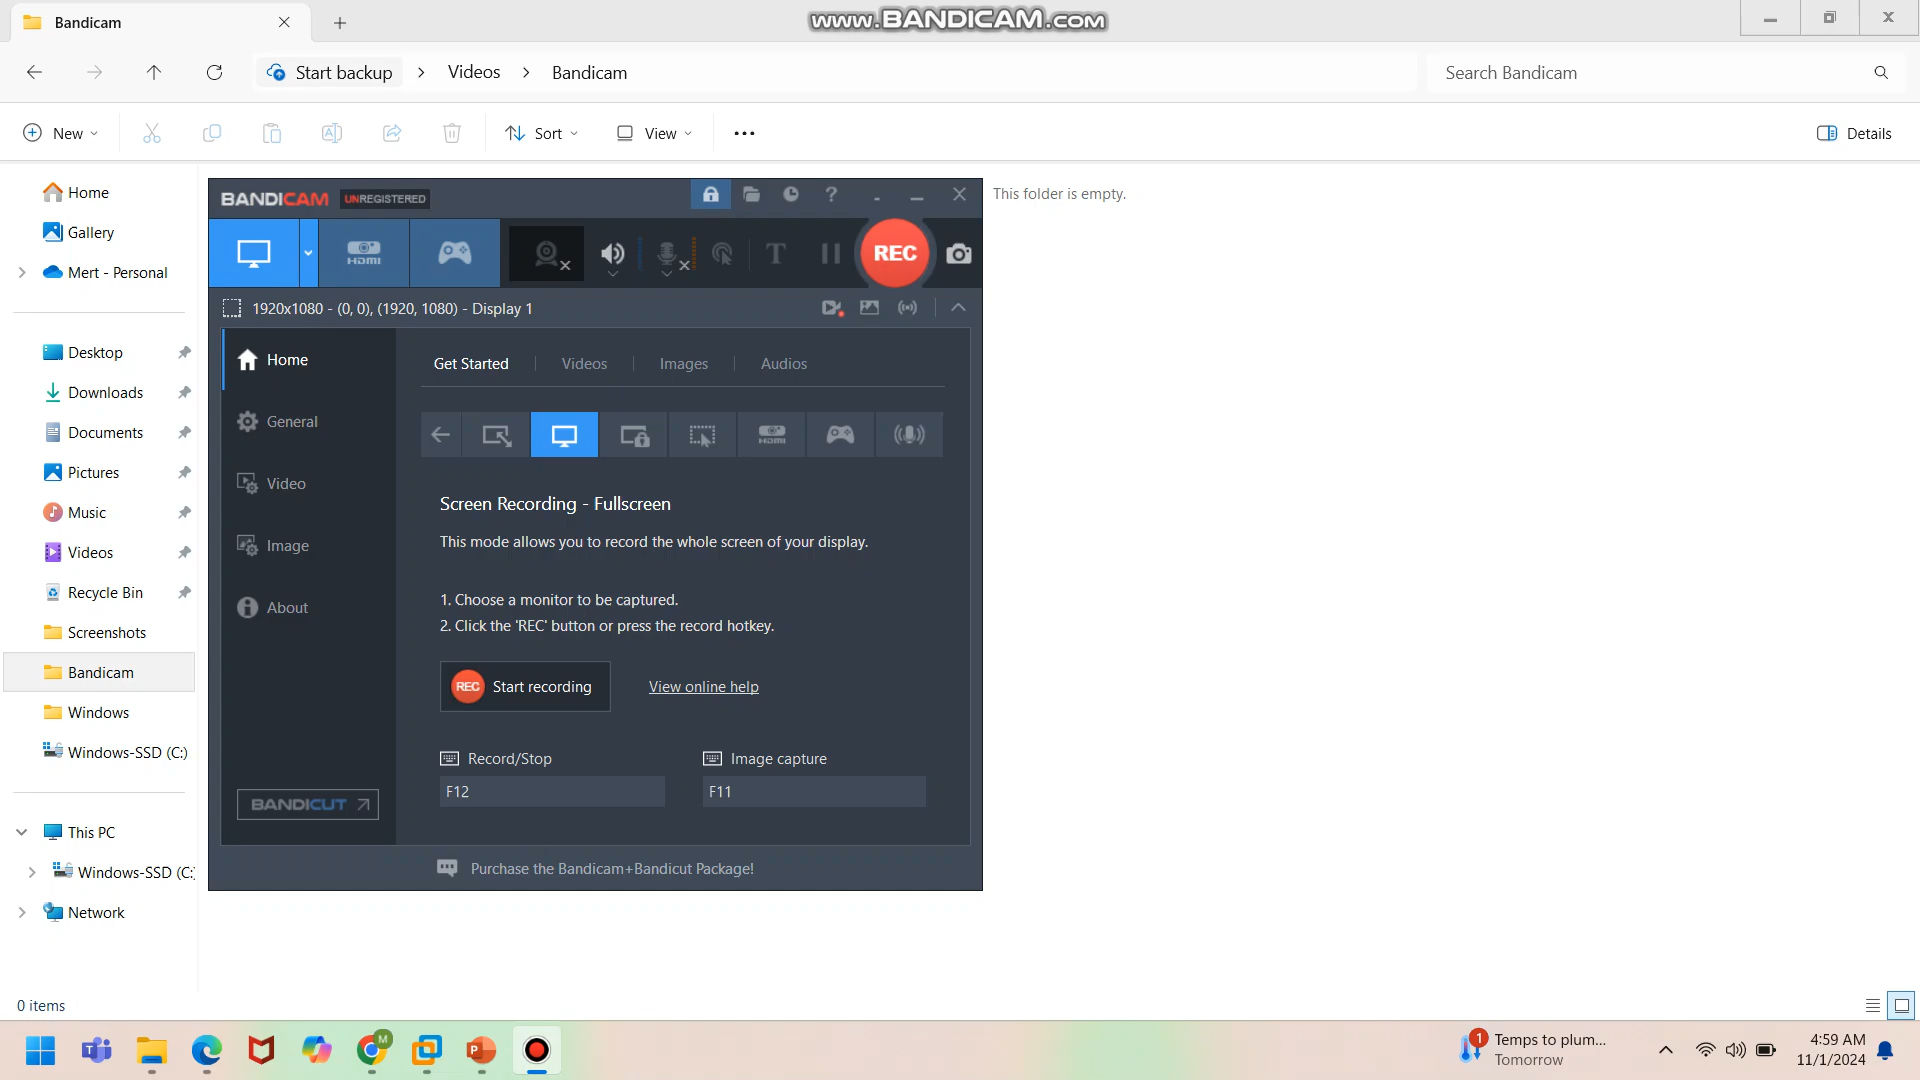 Bandicam
www.BANDICAM.com
Start backup
Videos
Bandicam
Search Bandicam
New
Sort
View
Details
Home
Gallery
Mert - Personal
Desktop
Downloads
Documents
Pictures
Music
Videos
Recycle Bin
Screenshots
Bandicam
Windows
Windows-SSD (C:)
This PC
Windows-SSD (C:
Network
0 items
This folder is empty.
BANDICAM UNREGISTERED
HDMI
REC
1920x1080 - (0, 0), (1920, 1080) - Display 1
Home
General
Video
Image
About
BANDICUT
Get Started
Videos
Images
Audios
HDMI
Screen Recording - Fullscreen
This mode allows you to record the whole screen of your display.
1. Choose a monitor to be captured.
2. Click the 'REC' button or press the record hotkey.
REC Start recording
View online help
Record/Stop
F12
Image capture
F11
Purchase the Bandicam+Bandicut Package!
M
1
Temps to plum...
Tomorrow
4:59 AM
11/1/2024